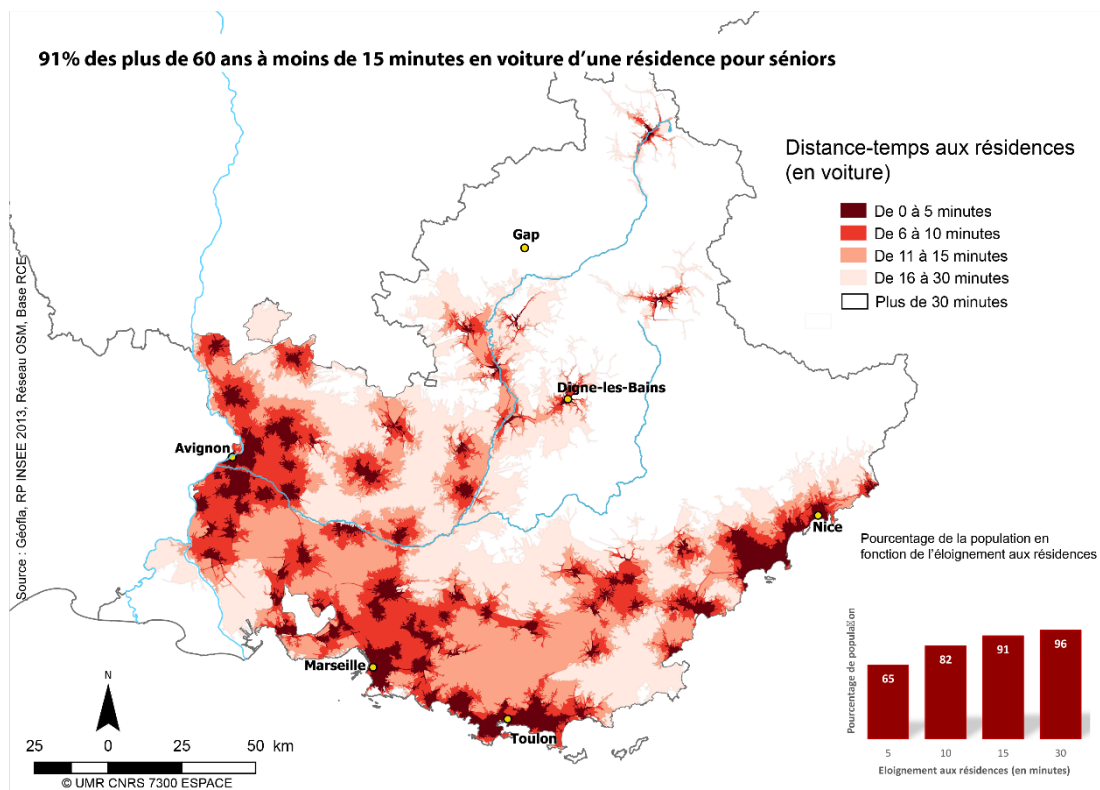 91% des plus de 60 ans à moins de 15 minutes en voiture d'une résidence pour séniors
Distance-temps aux résidences
(en voiture)
De 0 à 5 minutes
De 6 à 10 minutes
De 11 à 15 minutes
De 16 à 30 minutes
Plus de 30 minutes
Gap
Digne-les-Bains
Avignon
Nice
Marseille
Toulon
Source : Géofla, RP INSEE 2013, Réseau OSM, Base RCE
N
25 0 25 50 km
© UMR CNRS 7300 ESPACE
Pourcentage de la population en
fonction de l'éloignement aux résidences
Pourcentage de population
65
82
91
96
5 10 15 30
Eloignement aux résidences (en minutes)